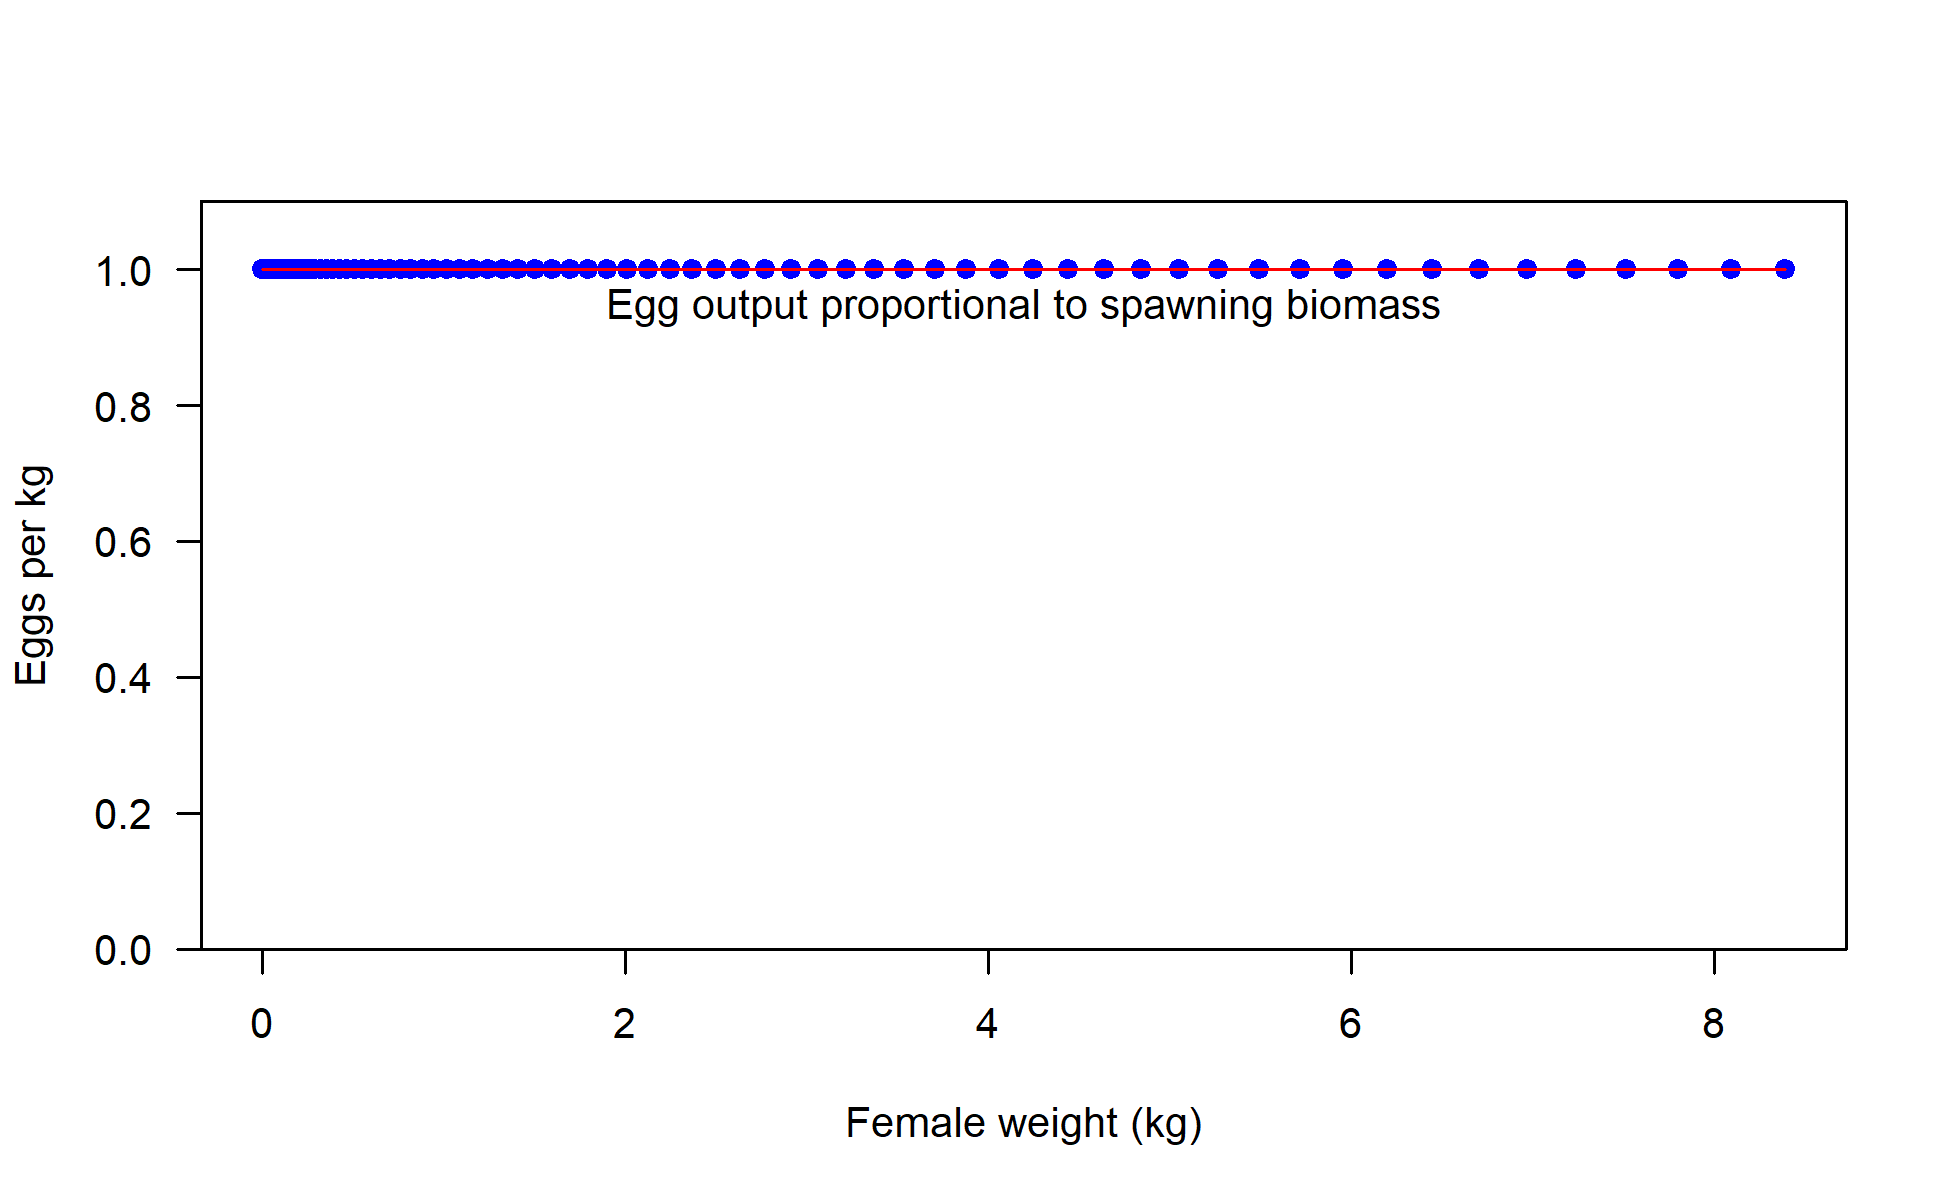 1.0
Egg output proportional to spawning biomass
0.8
0.6
Eggs per kg
0.4
0.2
0.0
0 2 4 6 8
Female weight (kg)